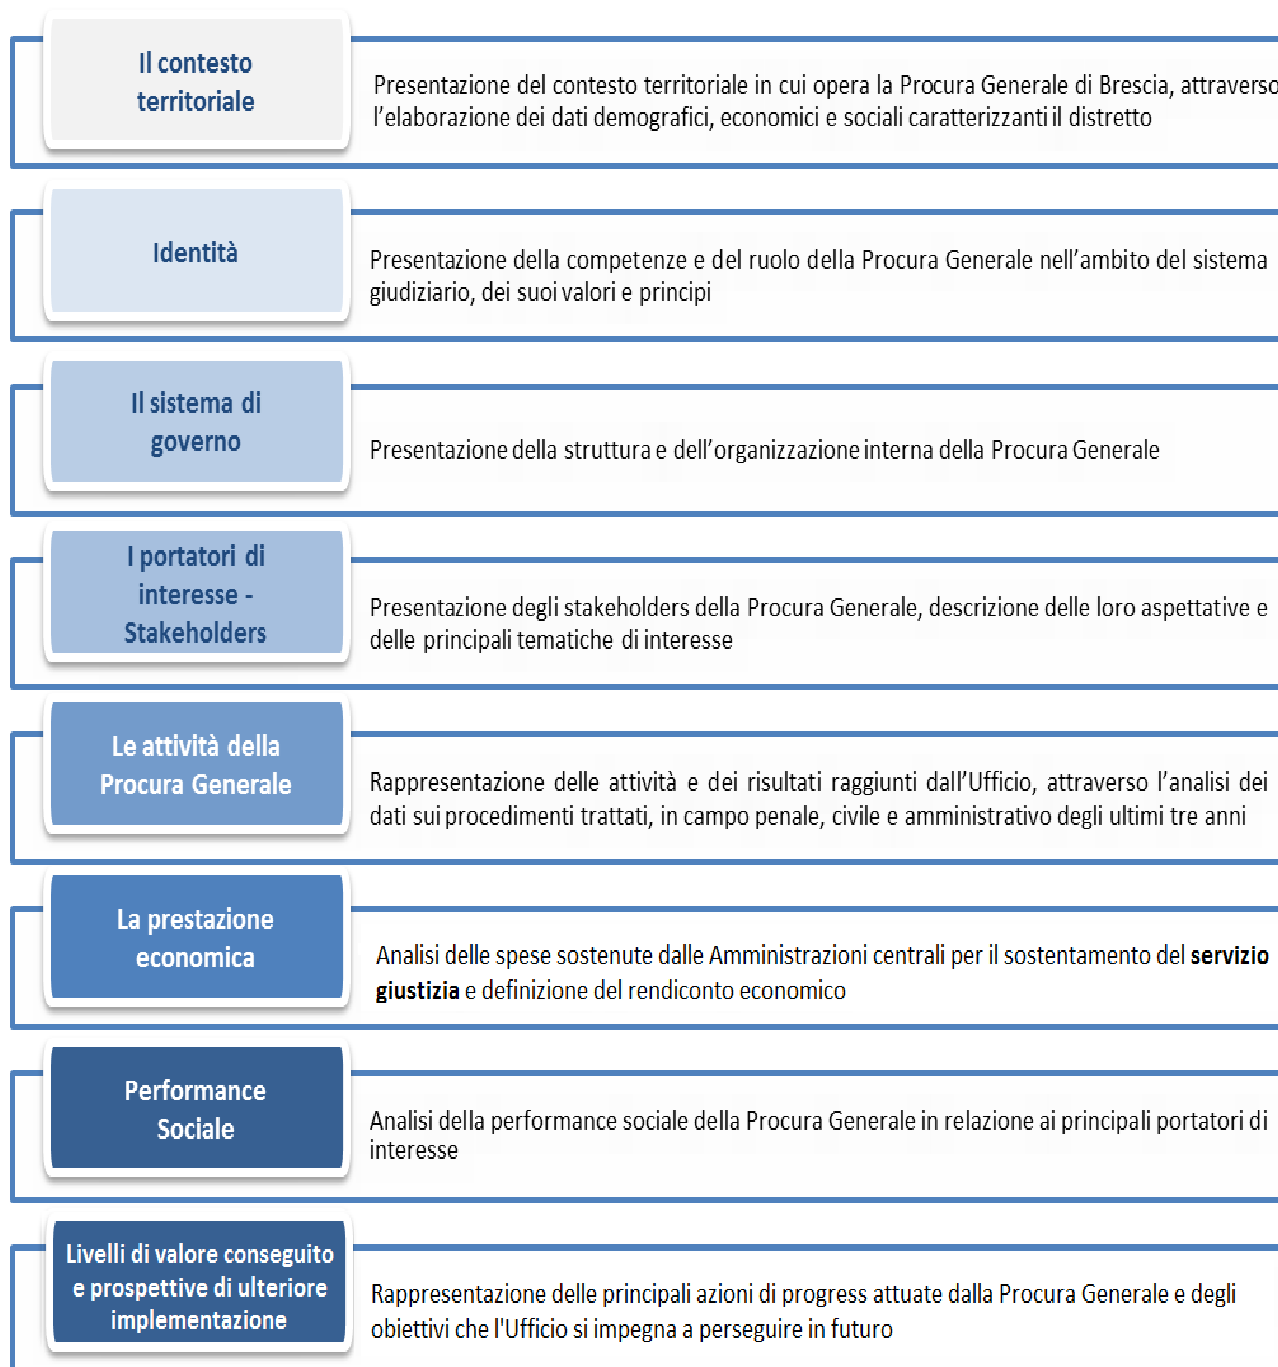 Il contesto
territoriale
Presentazione del contesto territoriale in cui opera la Procura Generale di Brescia, attraverso
l’elaborazione dei dati demografici, economici e sociali caratterizzanti il distretto
Identità
Presentazione della competenze e del ruolo della Procura Generale nell’ambito del sistema
giudiziario, dei suoi valori e principi
Il sistema di
governo
Presentazione della struttura e dell’organizzazione interna della Procura Generale
I portatori di
interesse -
Stakeholders
Presentazione degli stakeholders della Procura Generale, descrizione delle loro aspettative e
delle principali tematiche di interesse
Le attività della
Procura Generale
Rappresentazione delle attività e dei risultati raggiunti dall’Ufficio, attraverso l’analisi dei
dati sui procedimenti trattati, in campo penale, civile e amministrativo degli ultimi tre anni
La prestazione
economica
Analisi delle spese sostenute dalle Amministrazioni centrali per il sostentamento del servizio
giustizia e definizione del rendiconto economico
Performance
Sociale
Analisi della performance sociale della Procura Generale in relazione ai principali portatori di
interesse
Livelli di valore conseguito
e prospettive di ulteriore
implementazione
Rappresentazione delle principali azioni di progress attuate dalla Procura Generale e degli
obiettivi che l'Ufficio si impegna a perseguire in futuro